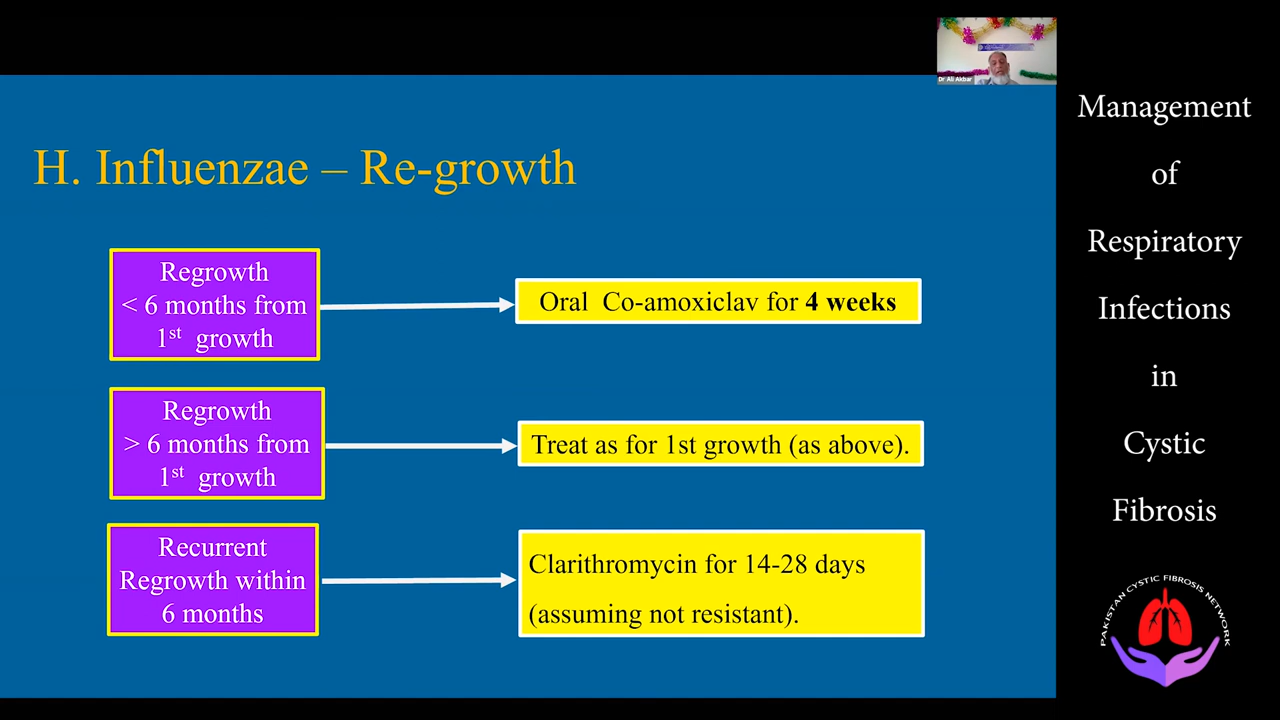 Dr Ali Akbar
H. Influenzae – Re-growth
Regrowth
< 6 months from
1st growth
Oral Co-amoxiclav for 4 weeks
Regrowth
> 6 months from
1st growth
Treat as for 1st growth (as above).
Recurrent
Regrowth within
6 months
Clarithromycin for 14-28 days
(assuming not resistant).
Management
of
Respiratory
Infections
in
Cystic
Fibrosis
PAKISTAN CYSTIC FIBROSIS NETWORK